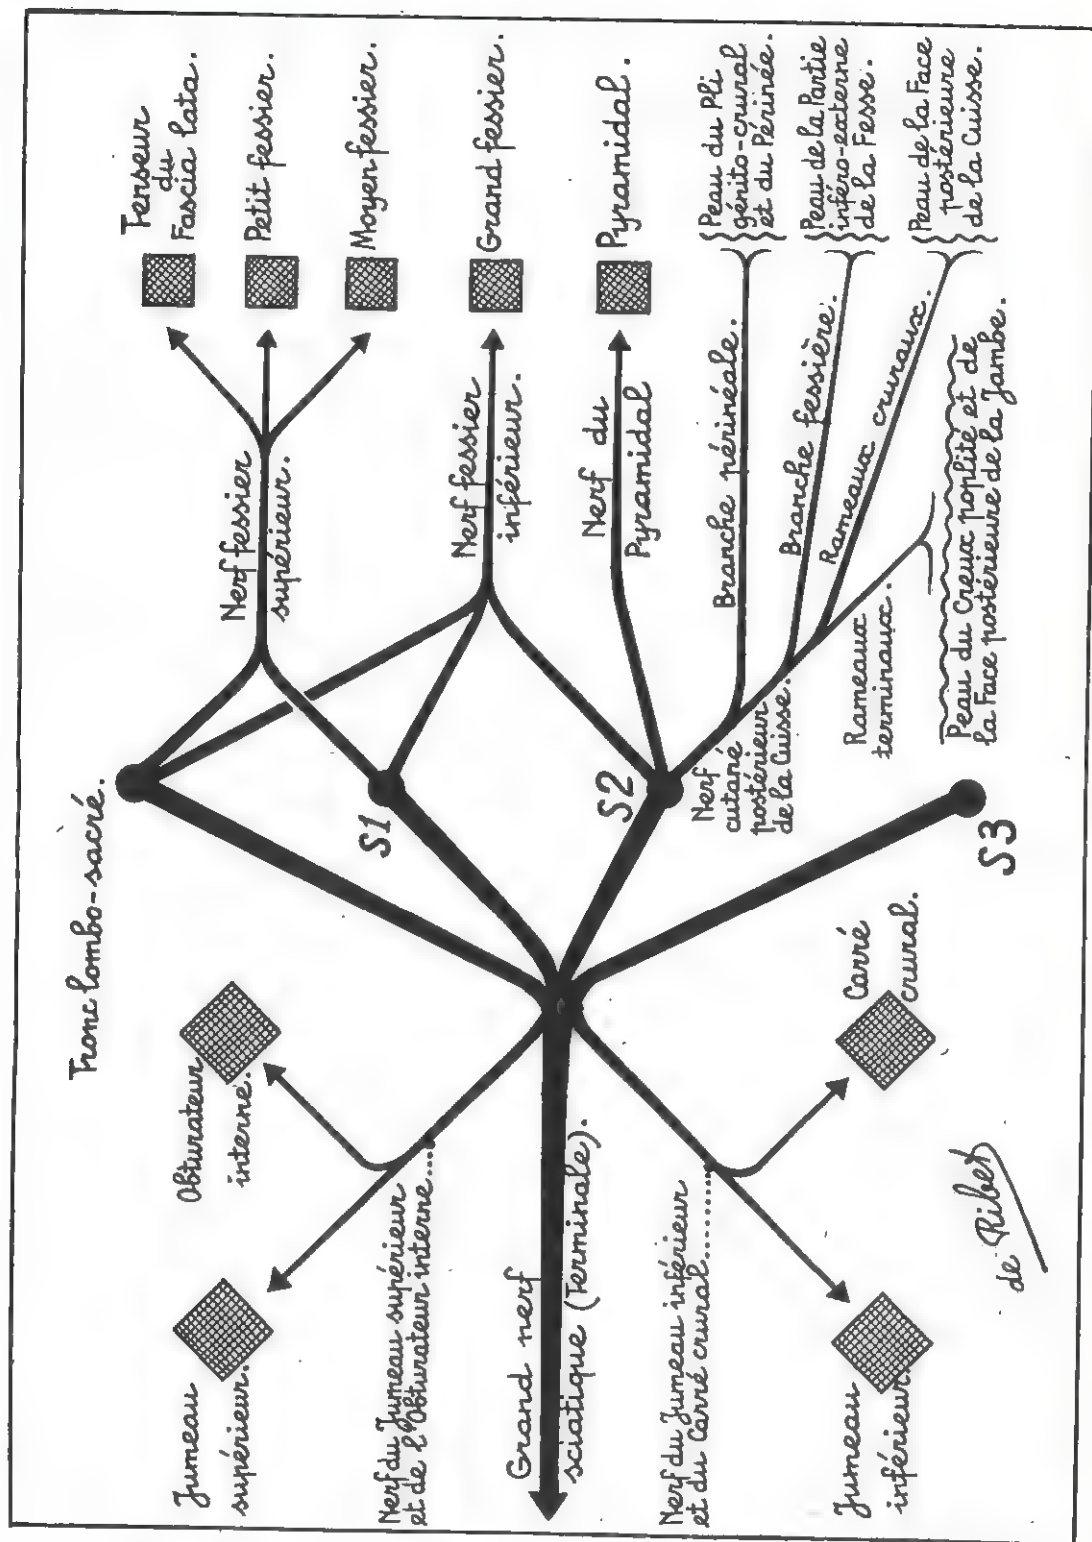 Tronc lombo-sacré.
S1
S2
S3
Nerf fessier
supérieur.
Tenseur
du
Fascia lata.
Petit fessier.
Moyen fessier.
Nerf fessier
inférieur.
Grand fessier.
Nerf du
Pyramidal
Pyramidal.
Nerf
cutané
postérieur
de la Cuisse.
Branche périnéale.
Peau du Pli
génito-crural
et du Périnée.
Branche fessière.
Peau de la Partie
inféro-externe
de la Fesse.
Rameaux cruraux.
Peau de la Face
postérieure
de la Cuisse.
Rameaux
terminaux.
Peau du Creux poplité et de
la Face postérieure de la Jambe.
Obturateur
interne.
Jumeau
supérieur.
Nerf du Jumeau supérieur
et de l'Obturateur interne....
Grand nerf
sciatique (Terminale).
Nerf du Jumeau inférieur
et du Carré crural........
Carré
crural.
Jumeau
inférieur.
de Ribet